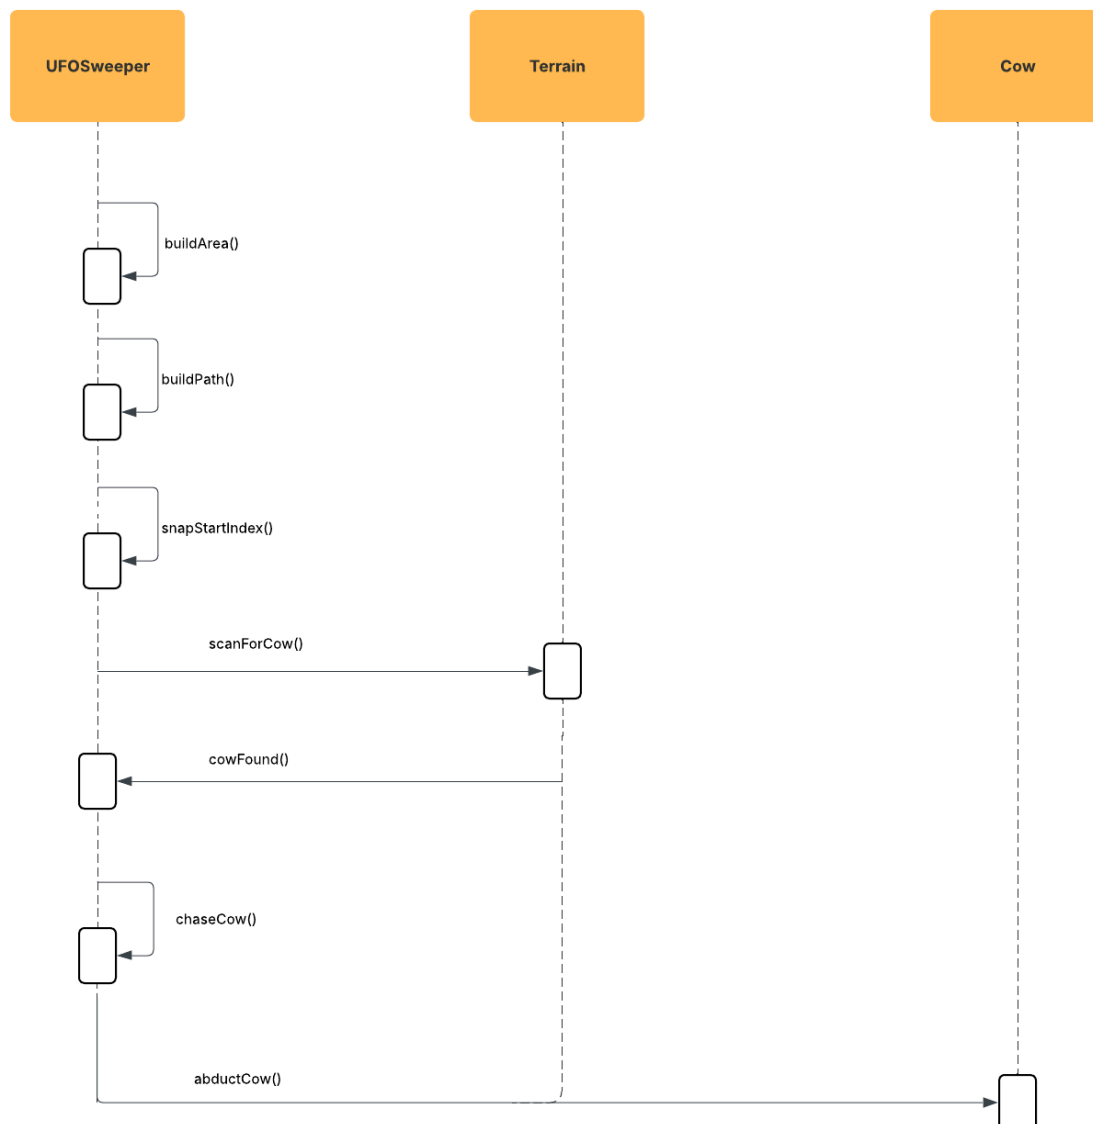 UFOSweeper
Terrain
Cow
buildArea()
buildPath()
snapStartIndex()
scanForCow()
cowFound()
chaseCow()
abductCow()